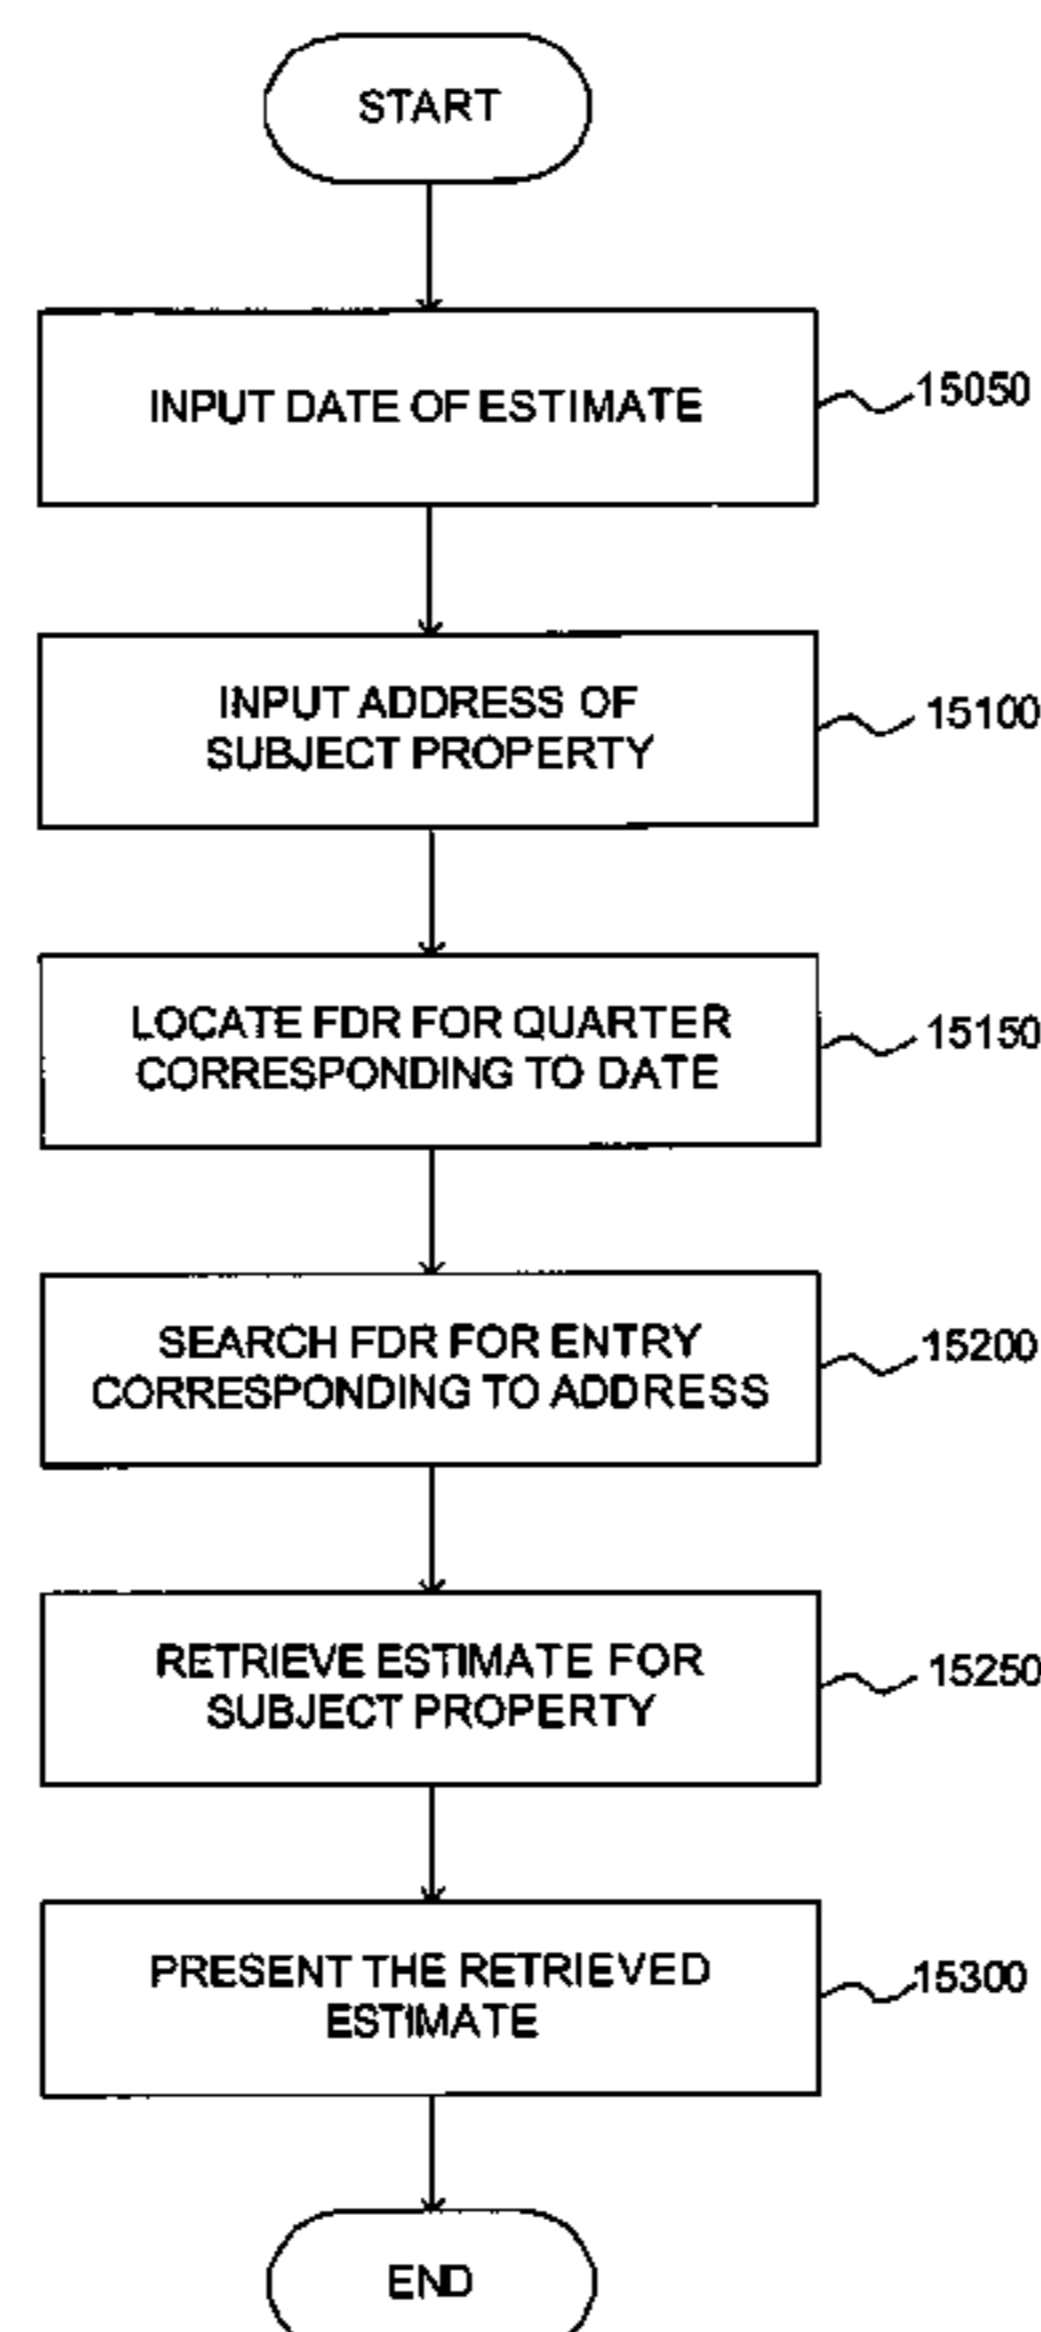 START
INPUT DATE OF ESTIMATE
15050
INPUT ADDRESS OF
SUBJECT PROPERTY
15100
LOCATE FDR FOR QUARTER
CORRESPONDING TO DATE
15150
SEARCH FDR FOR ENTRY
CORRESPONDING TO ADDRESS
15200
RETRIEVE ESTIMATE FOR
SUBJECT PROPERTY
15250
PRESENT THE RETRIEVED
ESTIMATE
15300
END